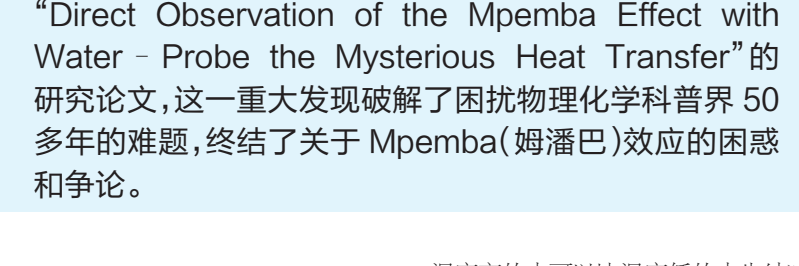 “Direct Observation of the Mpemba Effect with
Water – Probe the Mysterious Heat Transfer”的
研究论文,这一重大发现破解了困扰物理化学科普界 50
多年的难题,终结了关于 Mpemba(姆潘巴)效应的困惑
和争论。